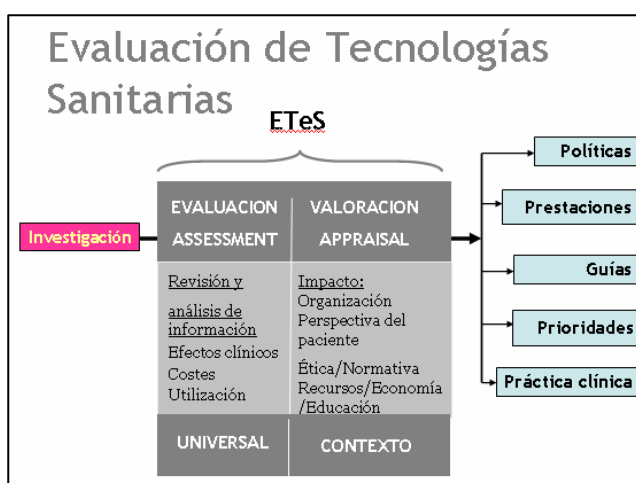 Evaluación de Tecnologías
Sanitarias
ETeS
Investigación
EVALUACION
ASSESSMENT
Revisión y
análisis de
información
Efectos clínicos
Costes
Utilización
UNIVERSAL
VALORACION
APPRAISAL
Impacto:
Organización
Perspectiva del
paciente
Ética/Normativa
Recursos/Economía
/Educación
CONTEXTO
Políticas
Prestaciones
Guías
Prioridades
Práctica clínica